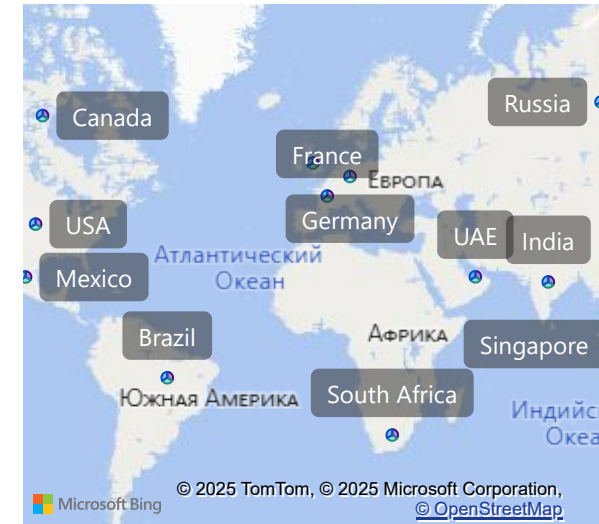 Russia
Canada
France
Европа
Germany
USA
UAE
India
Атлантический
Океан
Mexico
Brazil
Африка
Singapore
Южная Америка
South Africa
Индийс
Океа
© 2025 TomTom, © 2025 Microsoft Corporation,
Microsoft Bing
© OpenStreetMap